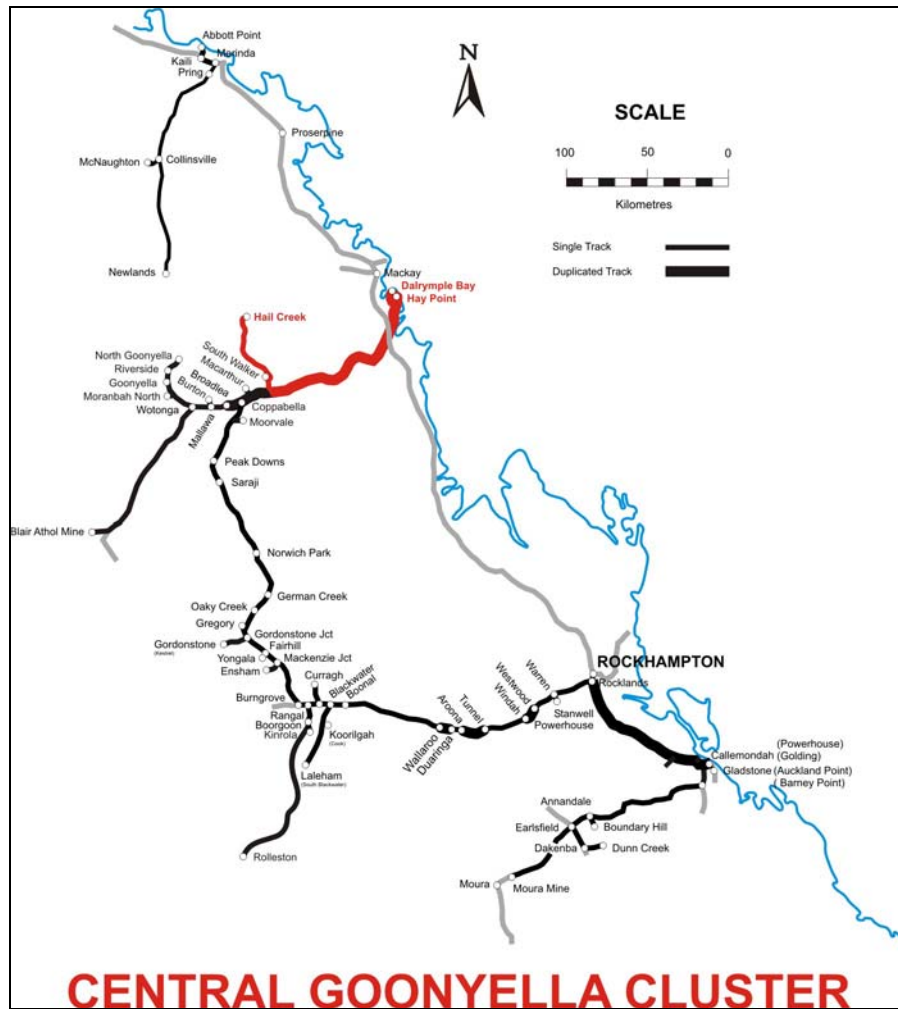 Abbott Point
Merinda
Kaili
Pring
N
SCALE
100 50 0
Kilometres
Proserpine
McNaughton
Collinsville
Single Track
Duplicated Track
Newlands
Mackay
Dalrymple Bay
Hay Point
Hail Creek
North Goonyella
Riverside
Goonyella
Moranbah North
Wotonga
South Walker
Macarthur
Broadlea
Burton
Mallawa
Coppabella
Moorvale
Peak Downs
Saraji
Blair Athol Mine
Norwich Park
German Creek
Oaky Creek
Gregory
Gordonstone Jct
Gordonstone
(Kestrel)
Fairhill
Yongala
Mackenzie Jct
Ensham
Curragh
Blackwater
Boonal
Burngrove
Rangal
Boorgoon
Kinrola
Koorilgah
(Cook)
Laleham
(South Blackwater)
Rolleston
Wallaroo
Duaringa
Aroona
Tunnel
Windah
Westwood
Warren
Stanwell
Powerhouse
ROCKHAMPTON
Rocklands
Callemondah (Powerhouse)
(Golding)
Gladstone (Auckland Point)
( Barney Point)
Annandale
Earlsfield
Boundary Hill
Dakenba
Dunn Creek
Moura
Moura Mine
CENTRAL GOONYELLA CLUSTER